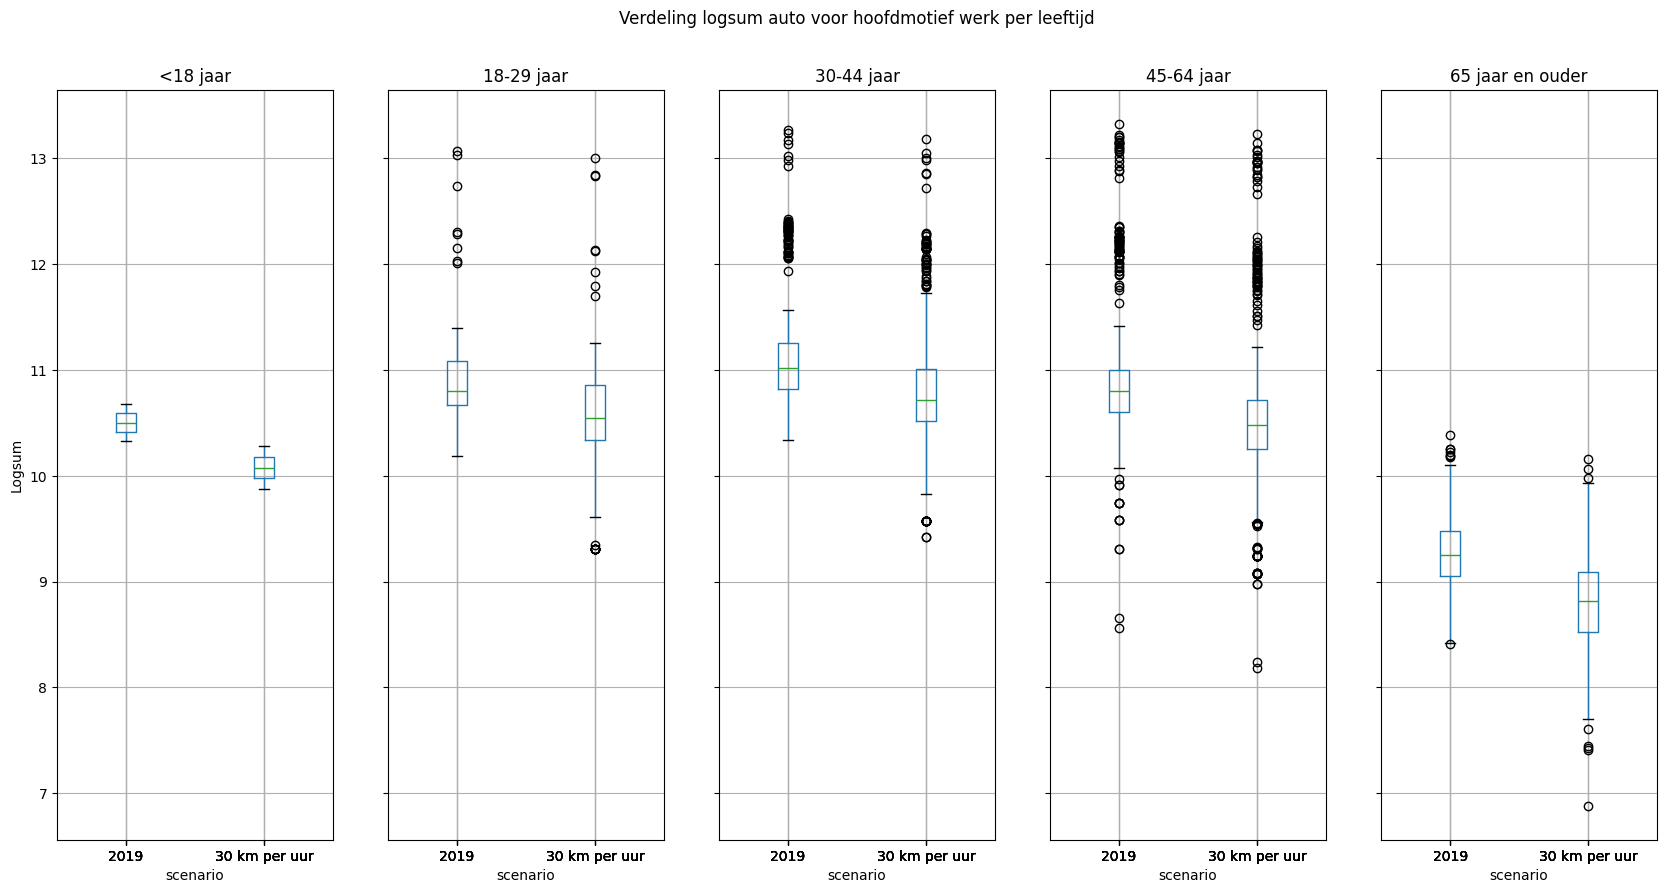 Verdeling logsum auto voor hoofdmotief werk per leeftijd
<18 jaar
18-29 jaar
30-44 jaar
45-64 jaar
65 jaar en ouder
Logsum
13
12
11
10
9
8
7
2019 30 km per uur
scenario
2019 30 km per uur
scenario
2019 30 km per uur
scenario
2019 30 km per uur
scenario
2019 30 km per uur
scenario